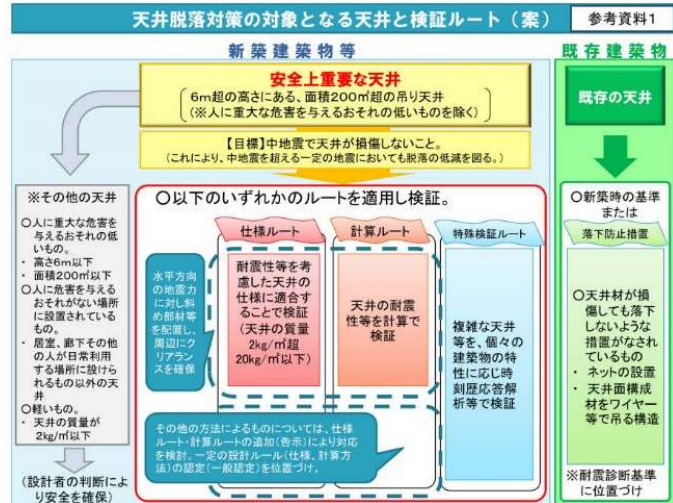 天井脱落対策の対象となる天井と検証ルート（案）
参考資料1
新築建築物等
既存建築物
安全上重要な天井
6m超の高さにある、面積200㎡超の吊り天井
（※人に重大な危害を与えるおそれの低いものを除く）
【目標】中地震で天井が損傷しないこと。
（これにより、中地震を超える一定の地震においても脱落の低減を図る。）
※その他の天井
○人に重大な危害を
与えるおそれの低
いもの。
・ 高さ6m以下
・ 面積200㎡以下
○人に危害を与える
おそれがない場所
に設置されている
もの。
・ 居室、廊下その他
の人が日常利用
する場所に設けら
れるもの以外の天
井
○軽いもの。
・ 天井の質量が
2kg/㎡以下
（設計者の判断によ
り安全を確保）
○以下のいずれかのルートを適用し検証。
水平方向
の地震力
に対し斜
め部材等
を配置し、
周辺にクリ
アランス
を確保
仕様ルート
耐震性等を考
慮した天井の
仕様に適合す
ることで検証
（天井の質量
2kg/㎡超
20kg/㎡以下）
計算ルート
天井の耐震
性等を計算で
検証
特殊検証ルート
複雑な天井
等を、個々の
建築物の特
性に応じ時
刻歴応答解
析等で検証
その他の方法によるものについては、仕様
ルート・計算ルートの追加（告示）により対応
を検討。一定の設計ルール（仕様、計算方
法）の認定（一般認定）を位置づけ。
既存の天井
○新築時の基準
または
落下防止措置
○天井材が損
傷しても落下
しないような
措置がなさ
れているもの
・ ネットの設置
・ 天井面構成
材をワイヤー
等で吊る構造
※耐震診断基準
に位置づけ